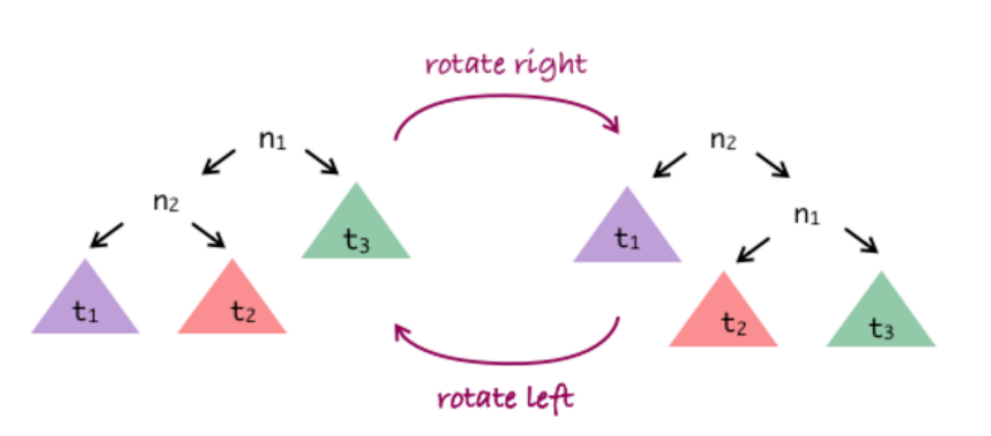 rotate right
n1
n2
n2
n1
t3
t1
t1
t2
t2
t3
rotate left